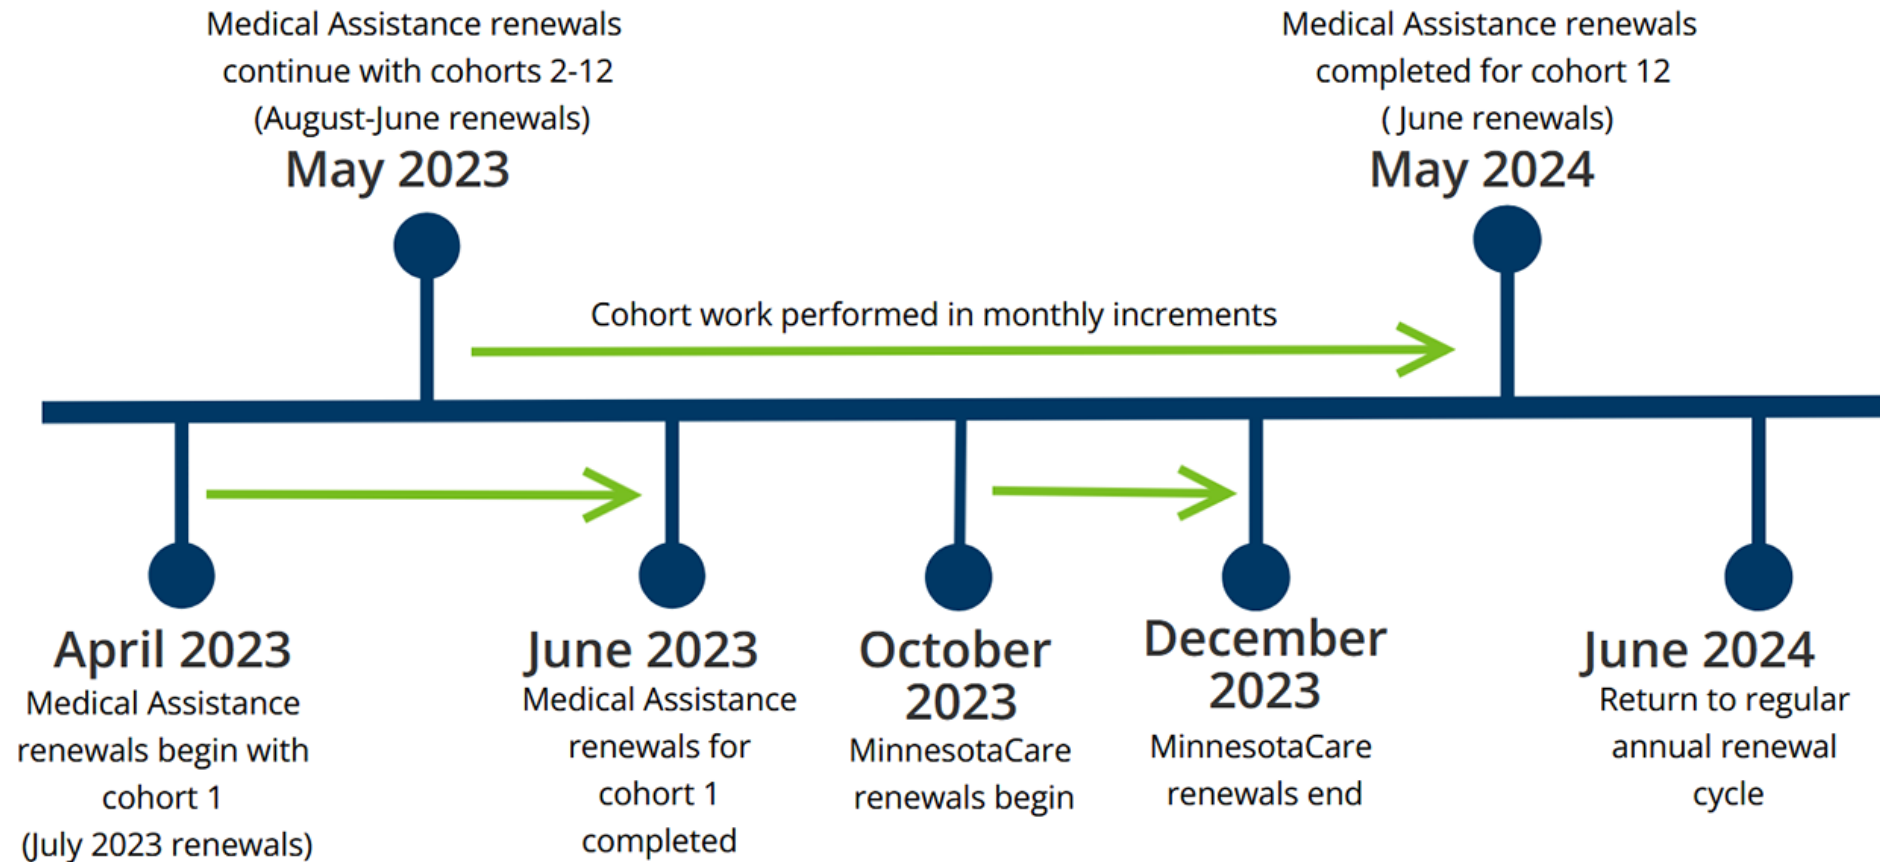 Medical Assistance renewals
continue with cohorts 2-12
(August-June renewals)
May 2023
Medical Assistance renewals
completed for cohort 12
( June renewals)
May 2024
Cohort work performed in monthly increments
April 2023
Medical Assistance
renewals begin with
cohort 1
(July 2023 renewals)
June 2023
Medical Assistance
renewals for
cohort 1
completed
October
2023
MinnesotaCare
renewals begin
December
2023
MinnesotaCare
renewals end
June 2024
Return to regular
annual renewal
cycle